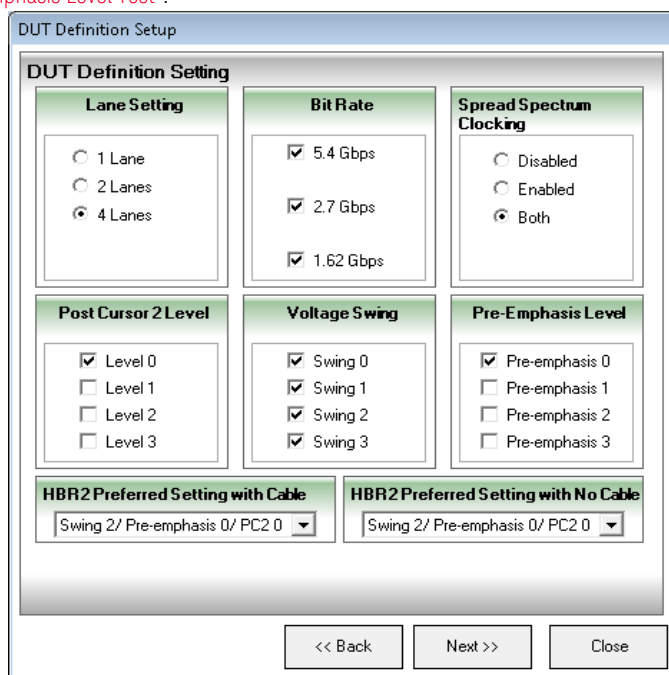 DUT Definition Setup
DUT Definition Setting
Lane Setting
1 Lane
2 Lanes
4 Lanes
Bit Rate
5.4 Gbps
2.7 Gbps
1.62 Gbps
Spread Spectrum
Clocking
Disabled
Enabled
Both
Post Cursor 2 Level
Level 0
Level 1
Level 2
Level 3
Voltage Swing
Swing 0
Swing 1
Swing 2
Swing 3
Pre-Emphasis Level
Pre-emphasis 0
Pre-emphasis 1
Pre-emphasis 2
Pre-emphasis 3
HBR2 Preferred Setting with Cable
Swing 2/ Pre-emphasis 0/ PC2 0
HBR2 Preferred Setting with No Cable
Swing 2/ Pre-emphasis 0/ PC2 0
<< Back
Next >>
Close